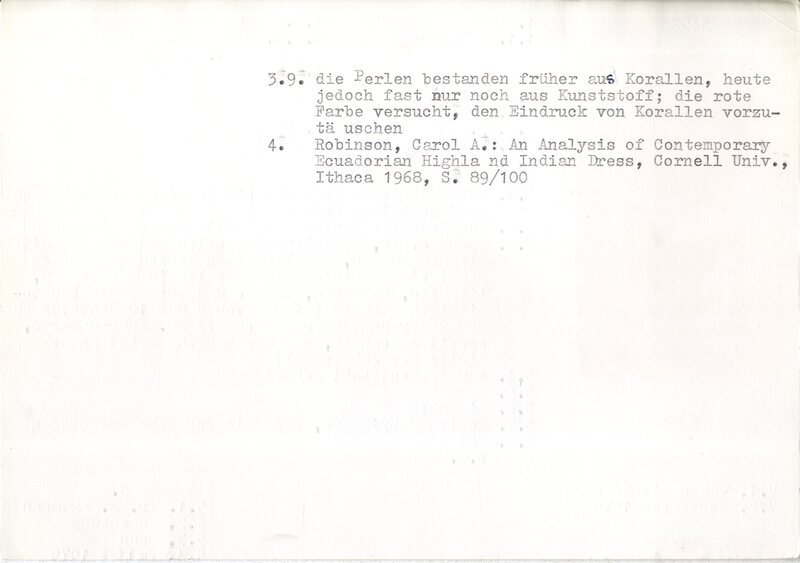 3.9. die Perlen bestanden früher aus Korallen, heute
jedoch fast nur noch aus Kunststoff; die rote
Farbe versucht, den Eindruck von Korallen vorzu-
tä uschen
4. Robinson, Carol A.: An Analysis of Contemporary
Ecuadorian Highla nd Indian Dress, Cornell Univ.,
Ithaca 1968, S. 89/100